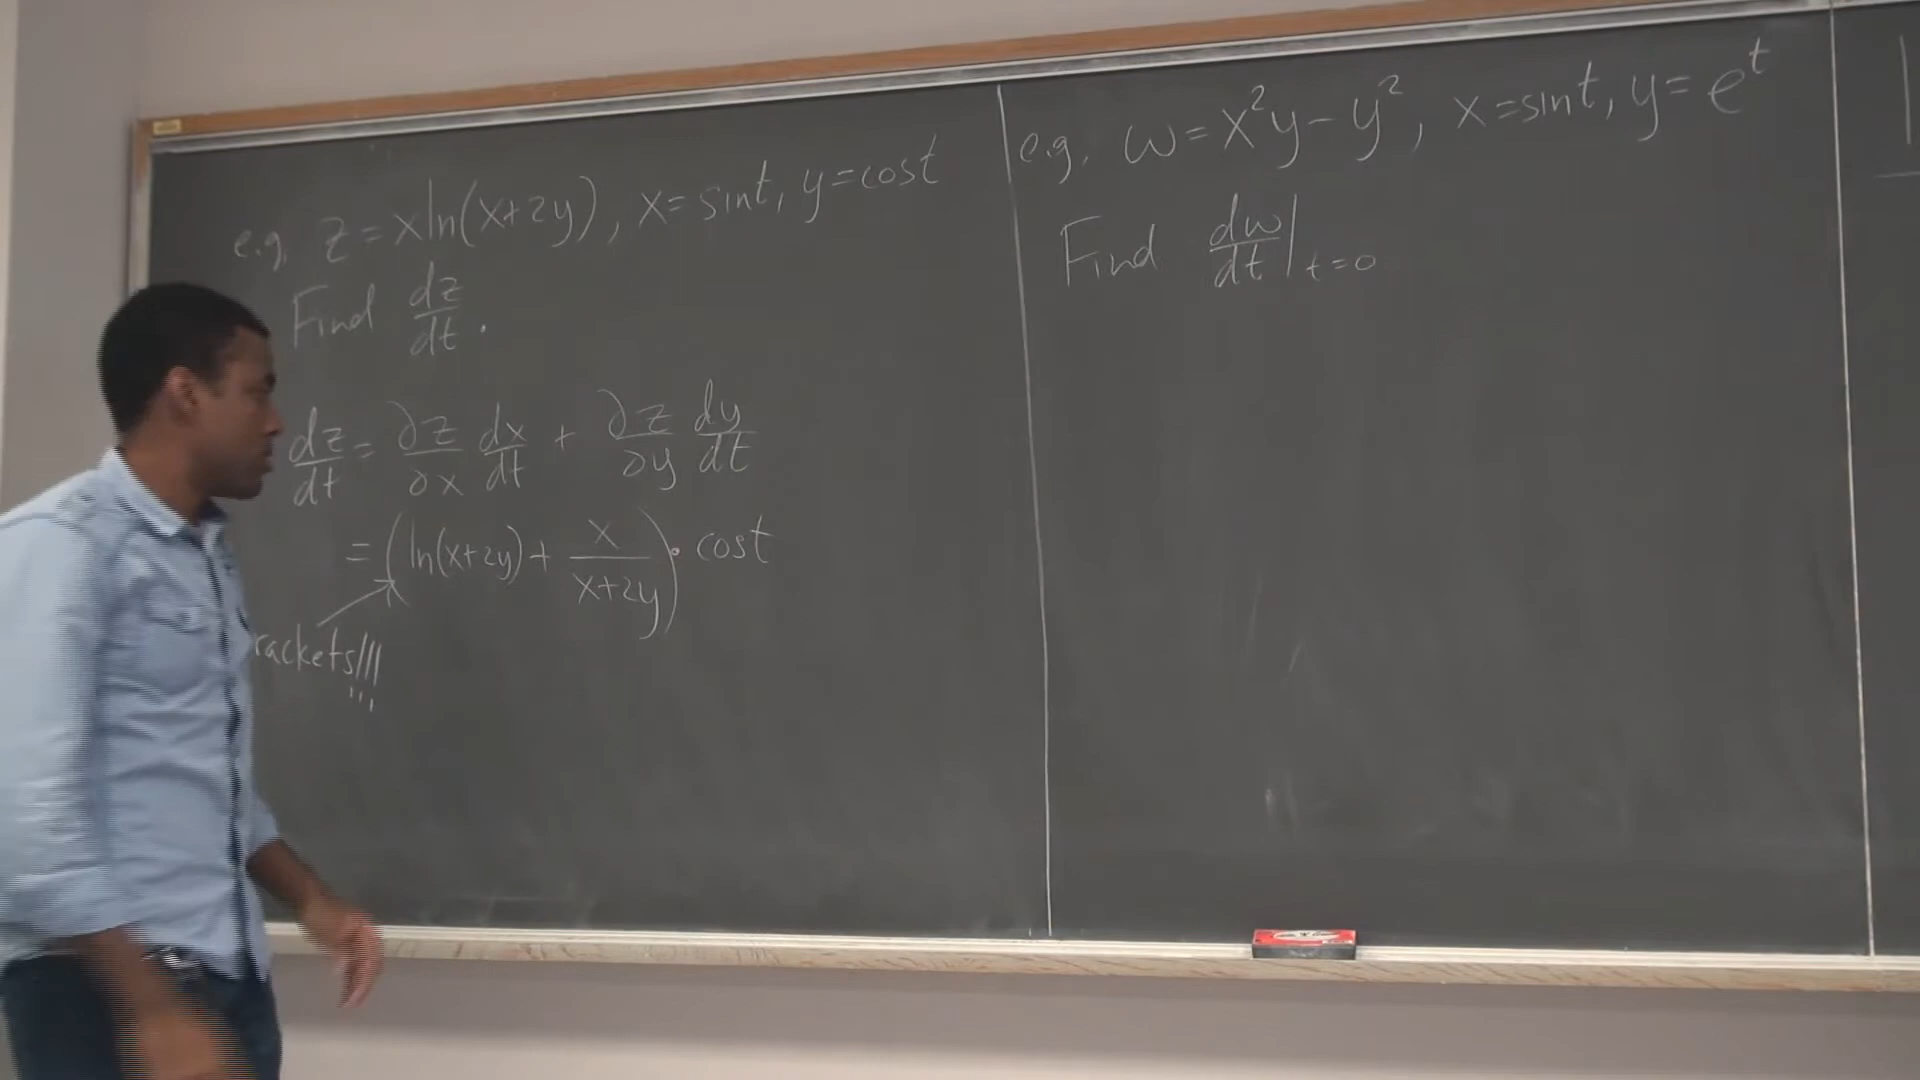 e.g. z = x ln(x+2y), x = sin t, y = cos t
Find dz/dt.
dz/dt = ∂z/∂x dx/dt + ∂z/∂y dy/dt
= (ln(x+2y) + x/(x+2y)) · cos t
rackets!!!
e.g. w = x²y - y², x = sin t, y = e^t
Find dw/dt|t=0